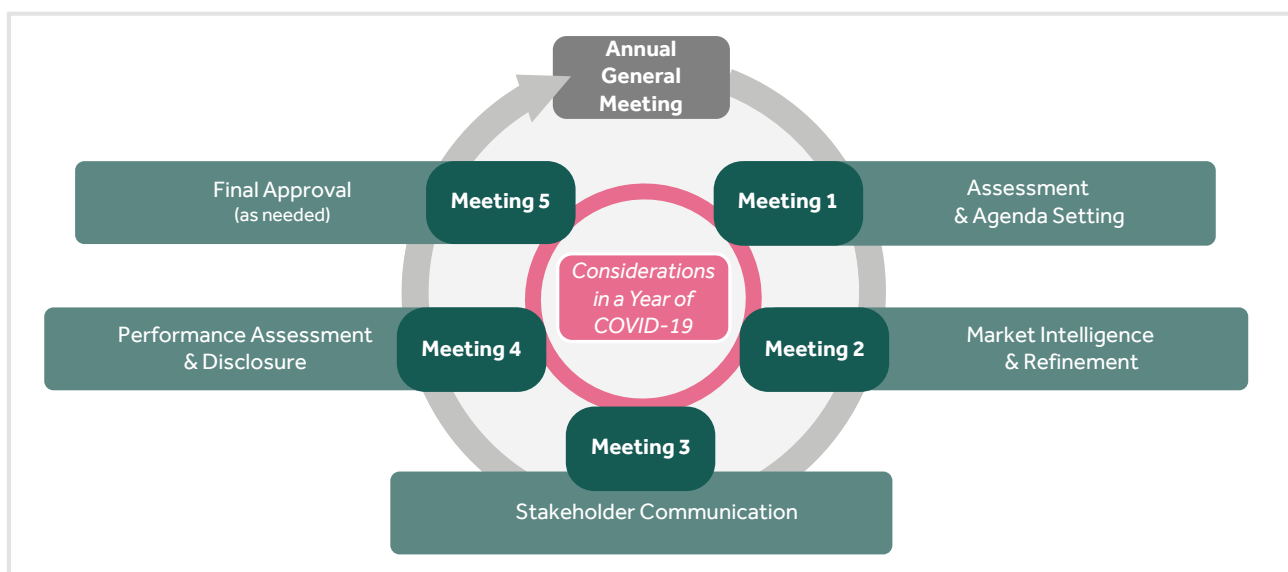 Annual
General
Meeting
Meeting 1
Assessment
& Agenda Setting
Meeting 2
Market Intelligence
& Refinement
Meeting 3
Stakeholder Communication
Meeting 4
Performance Assessment
& Disclosure
Meeting 5
Final Approval
(as needed)
Considerations
in a Year of
COVID-19